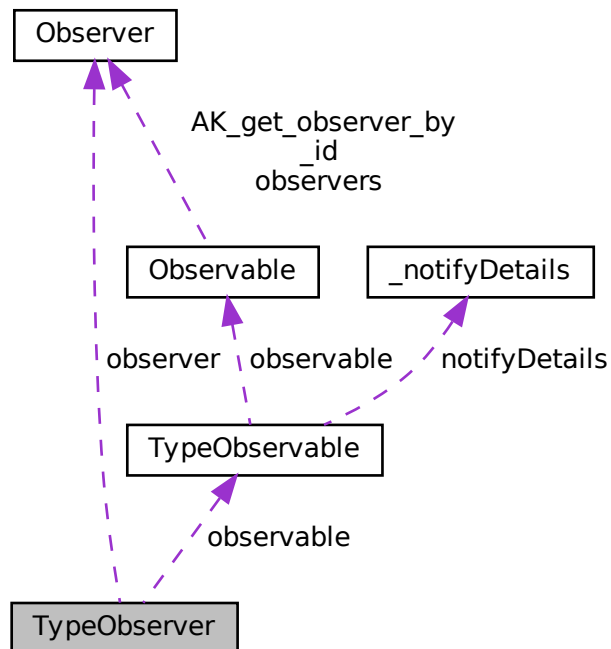 Observer
AK_get_observer_by
_id
observers
Observable
_notifyDetails
observer
observable
notifyDetails
TypeObservable
observable
TypeObserver